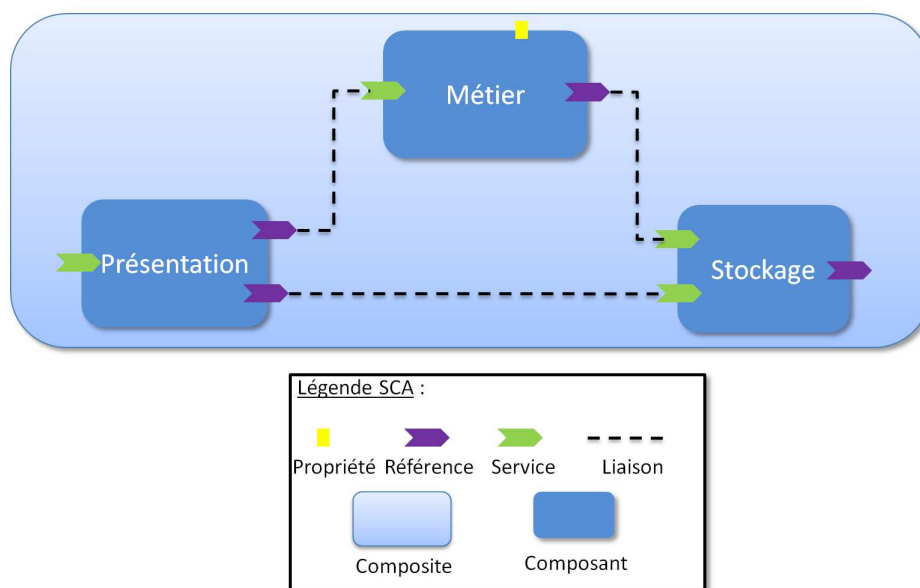 Métier
Présentation
Stockage
Légende SCA :
Propriété Référence Service Liaison
Composite Composant